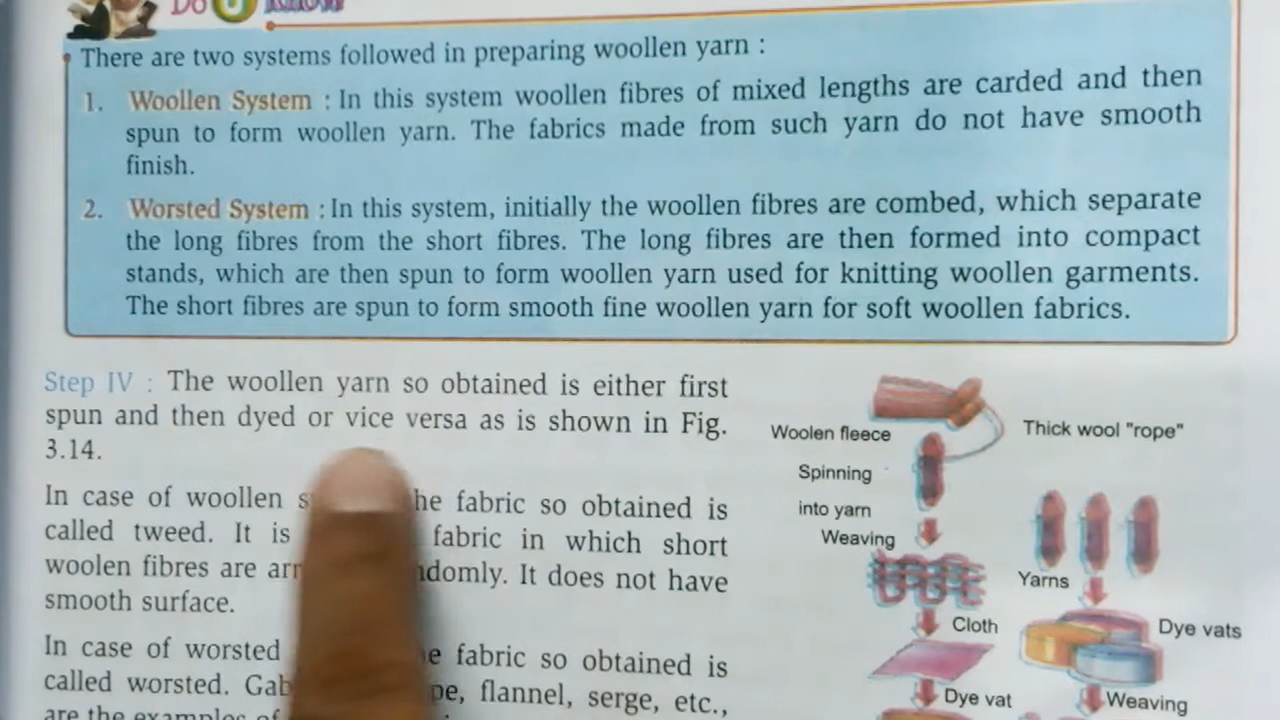 Do You Know
There are two systems followed in preparing woollen yarn :
1. Woollen System : In this system woollen fibres of mixed lengths are carded and then
spun to form woollen yarn. The fabrics made from such yarn do not have smooth
finish.
2. Worsted System : In this system, initially the woollen fibres are combed, which separate
the long fibres from the short fibres. The long fibres are then formed into compact
stands, which are then spun to form woollen yarn used for knitting woollen garments.
The short fibres are spun to form smooth fine woollen yarn for soft woollen fabrics.
Step IV : The woollen yarn so obtained is either first
spun and then dyed or vice versa as is shown in Fig.
3.14.
In case of woollen he fabric so obtained is
called tweed. It is fabric in which short
woolen fibres are domly. It does not have
smooth surface.
In case of worsted fabric so obtained is
called worsted. flannel, serge, etc.,
are the examples of
Woolen fleece
Thick wool "rope"
Spinning
into yarn
Weaving
Yarns
Cloth
Dye vats
Dye vat
Weaving